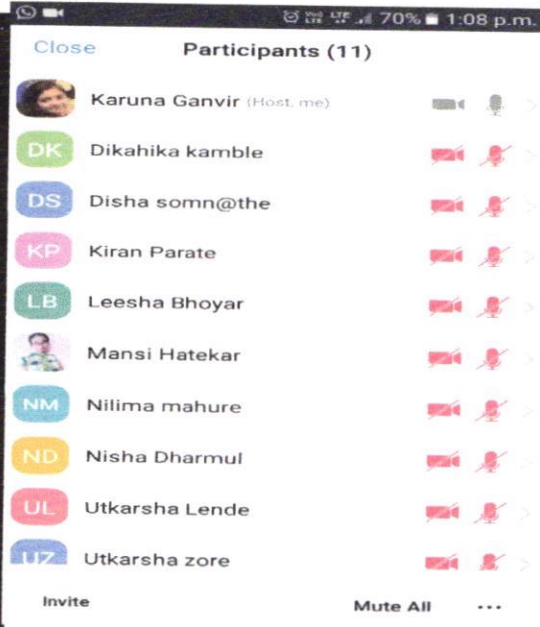 70% 1:08 p.m.
Close Participants (11)
Karuna Ganvir (Host, me)
DK Dikahika kamble
DS Disha somn@the
KP Kiran Parate
LB Leesha Bhoyar
Mansi Hatekar
NM Nilima mahure
ND Nisha Dharmul
UL Utkarsha Lende
UZ Utkarsha zore
Invite Mute All ...